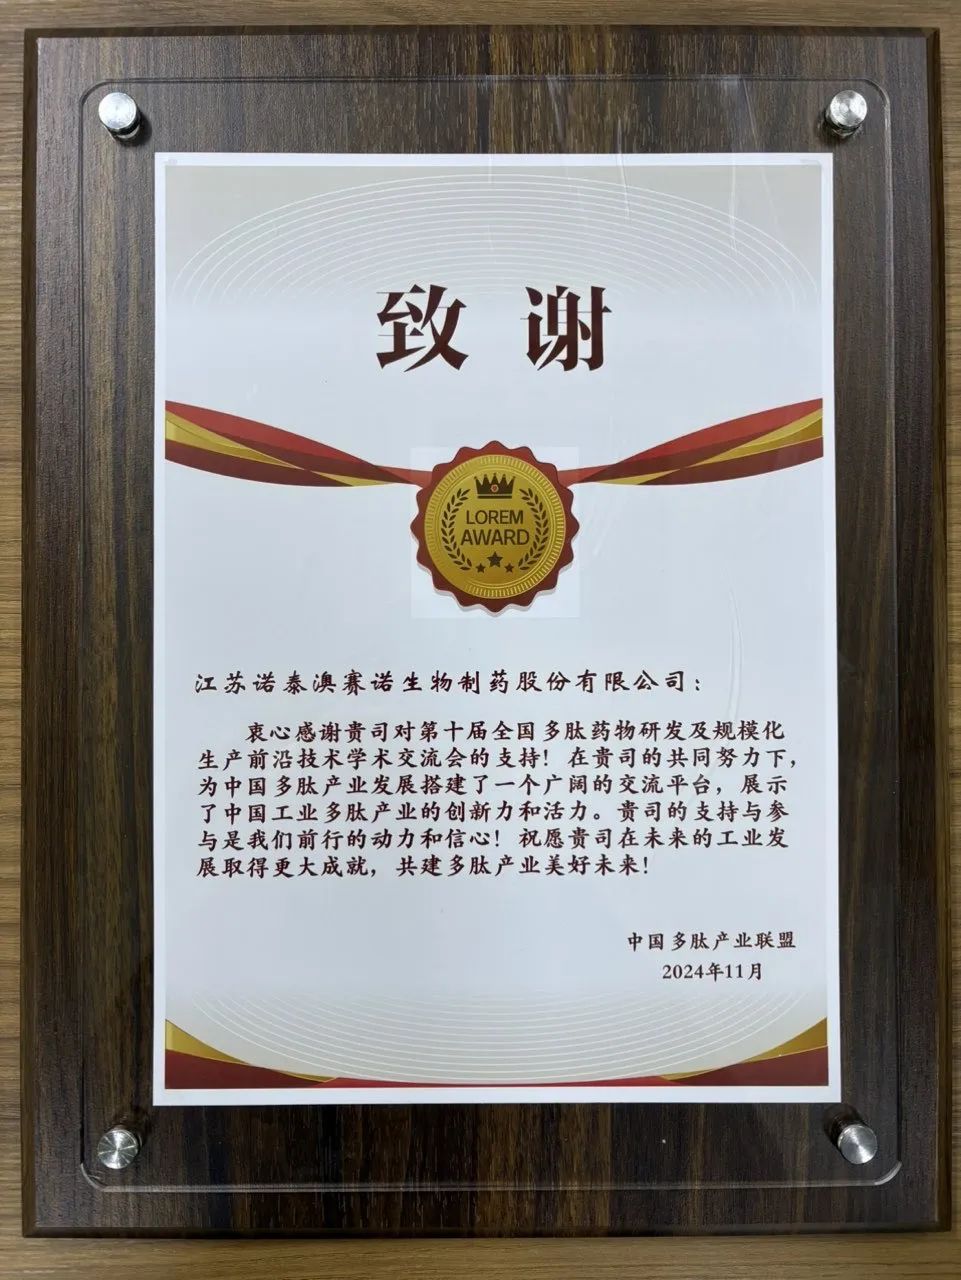 致谢
LOREM
AWARD
江苏诺泰澳赛诺生物制药股份有限公司：
衷心感谢贵司对第十届全国多肽药物研发及规模化
生产前沿技术学术交流会的支持！在贵司的共同努力下，
为中国多肽产业发展搭建了一个广阔的交流平台，展示
了中国工业多肽产业的创新力和活力。贵司的支持与参
与是我们前行的动力和信心！祝愿贵司在未来的工业发
展取得更大成就，共建多肽产业美好未来！
中国多肽产业联盟
2024年11月